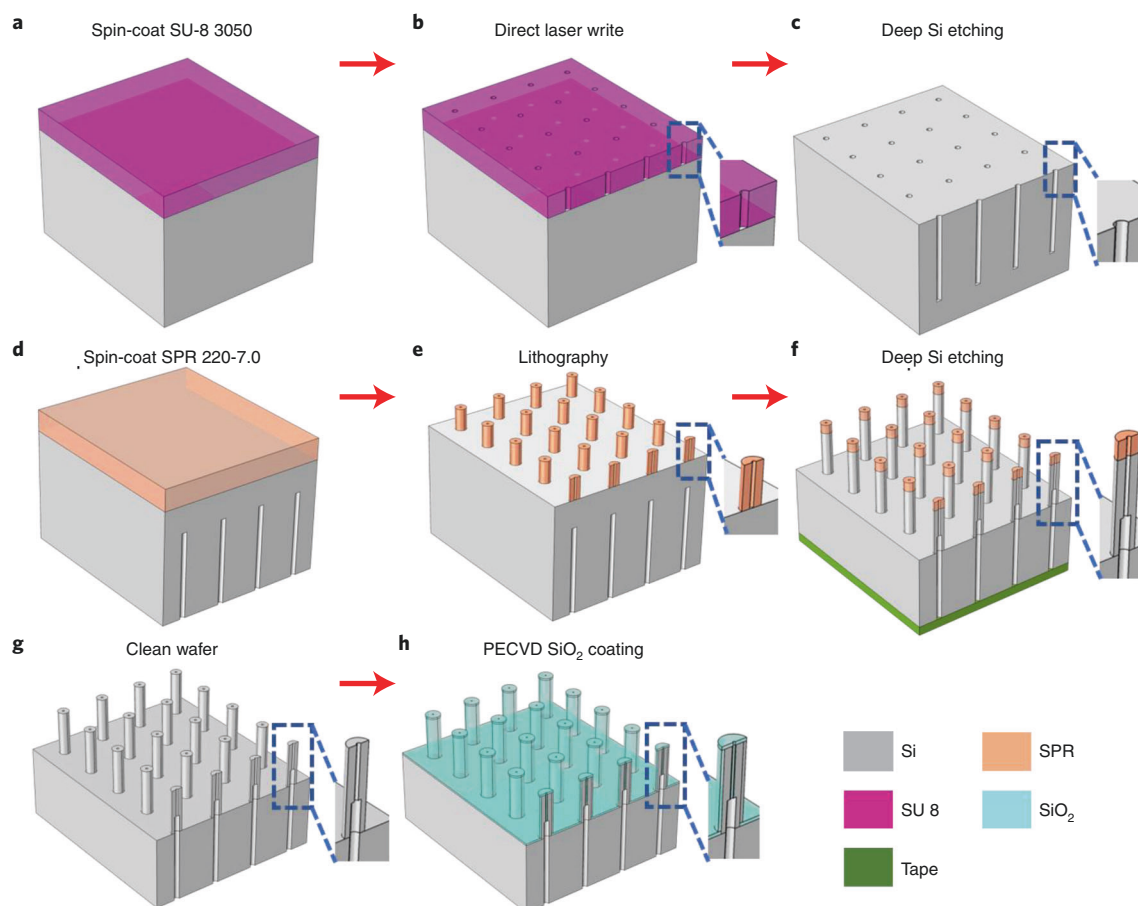 a Spin-coat SU-8 3050
b Direct laser write
c Deep Si etching
d Spin-coat SPR 220-7.0
e Lithography
f Deep Si etching
g Clean wafer
h PECVD SiO₂ coating
Si
SPR
SU 8
SiO₂
Tape